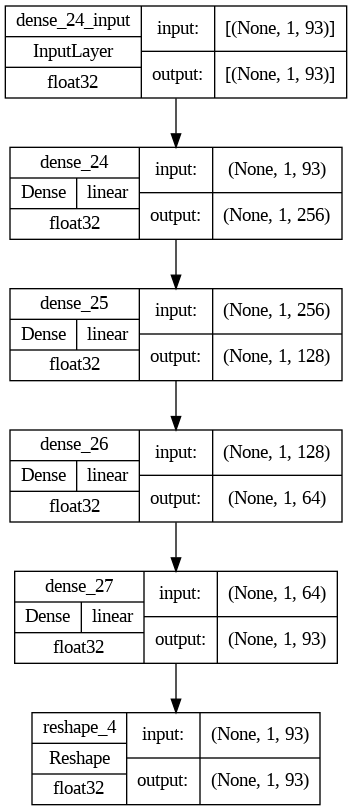 dense_24_input input: [(None, 1, 93)]
InputLayer
float32 output: [(None, 1, 93)]
dense_24 input: (None, 1, 93)
Dense linear
float32 output: (None, 1, 256)
dense_25 input: (None, 1, 256)
Dense linear
float32 output: (None, 1, 128)
dense_26 input: (None, 1, 128)
Dense linear
float32 output: (None, 1, 64)
dense_27 input: (None, 1, 64)
Dense linear
float32 output: (None, 1, 93)
reshape_4 input: (None, 1, 93)
Reshape
float32 output: (None, 1, 93)